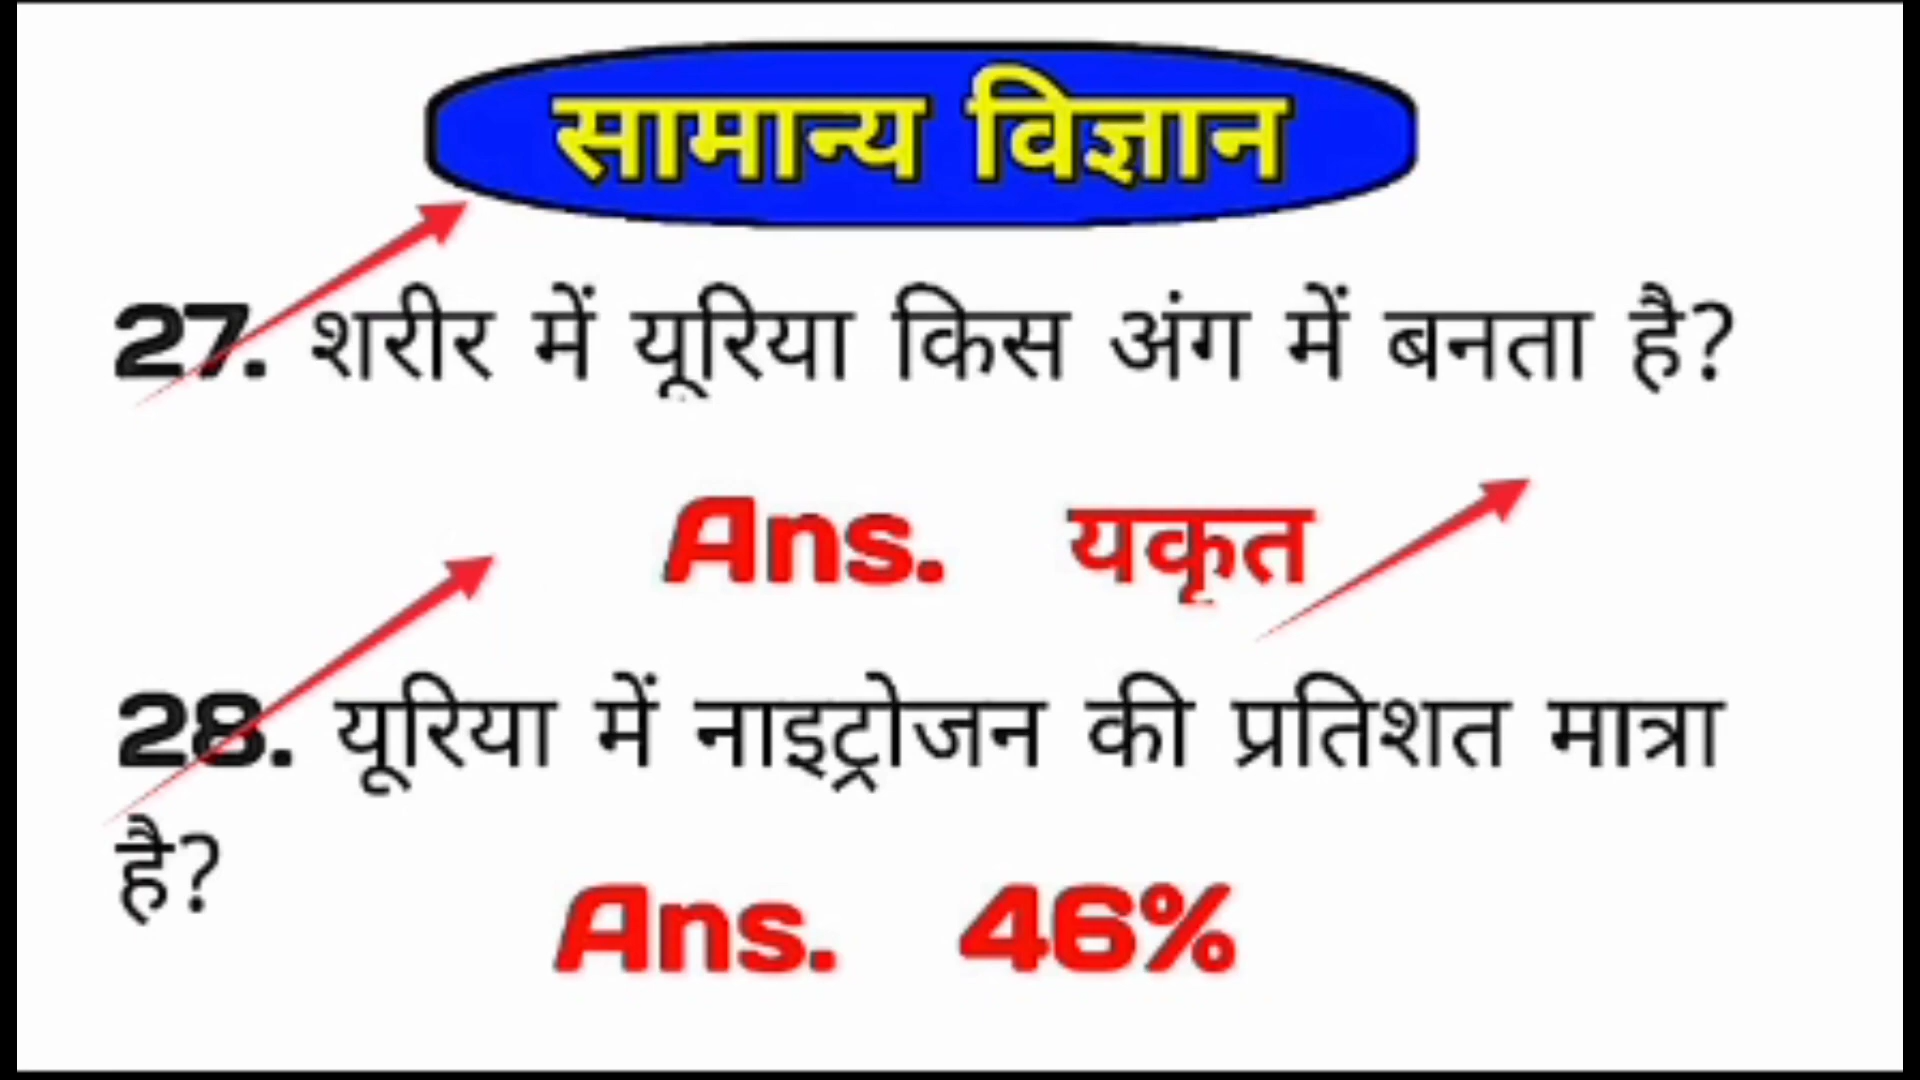 सामान्य विज्ञान
27. शरीर में यूरिया किस अंग में बनता है?
Ans. यकृत
28. यूरिया में नाइट्रोजन की प्रतिशत मात्रा
है?
Ans. 46%